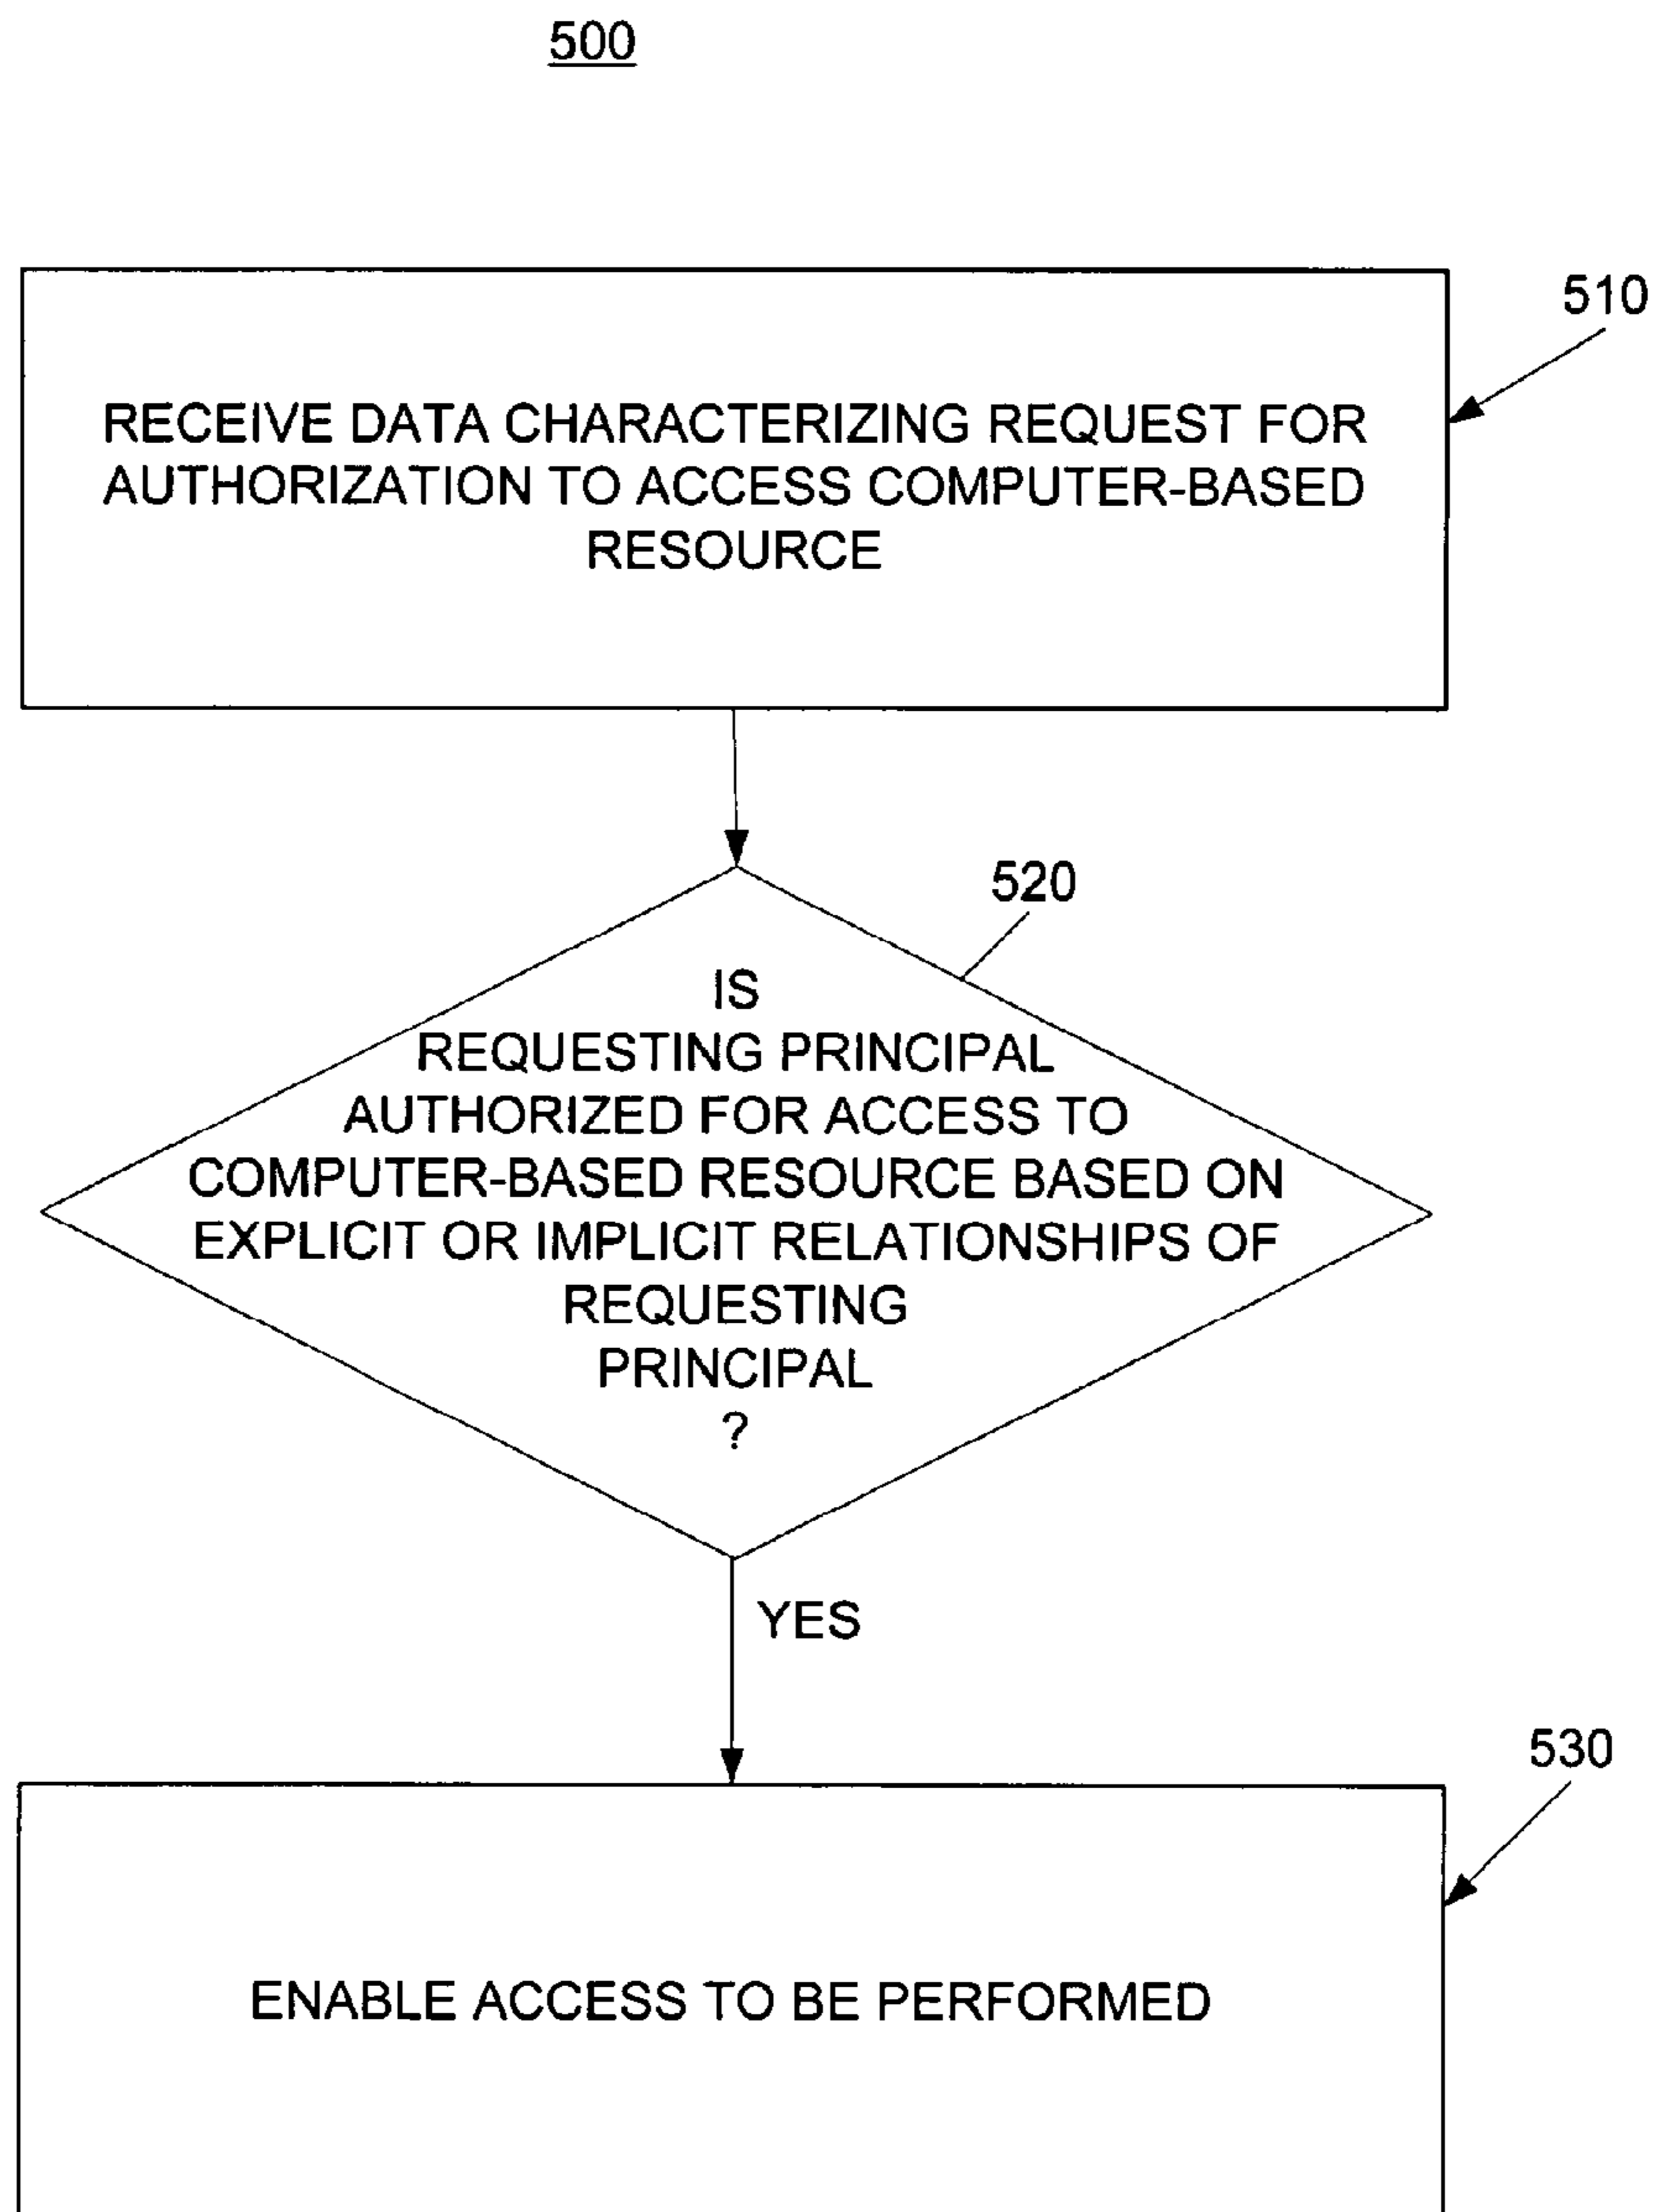 500
510
RECEIVE DATA CHARACTERIZING REQUEST FOR
AUTHORIZATION TO ACCESS COMPUTER-BASED
RESOURCE
520
IS
REQUESTING PRINCIPAL
AUTHORIZED FOR ACCESS TO
COMPUTER-BASED RESOURCE BASED ON
EXPLICIT OR IMPLICIT RELATIONSHIPS OF
REQUESTING
PRINCIPAL
?
YES
530
ENABLE ACCESS TO BE PERFORMED